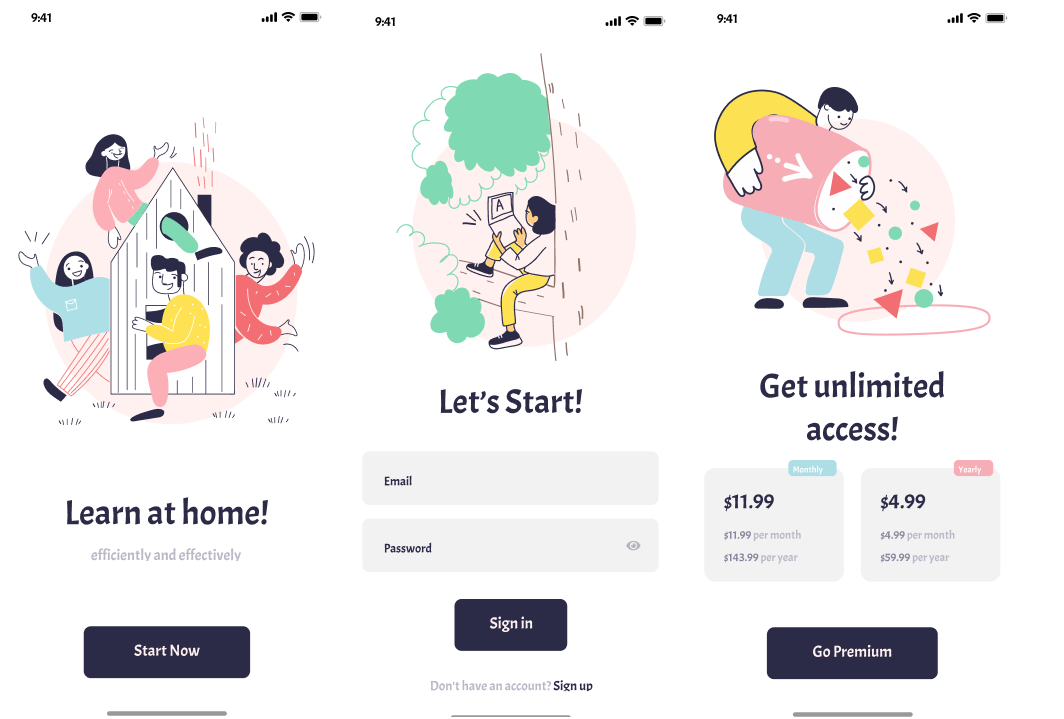 9:41
Learn at home!
efficiently and effectively
Start Now
9:41
A
Let's Start!
Email
Password
Sign in
Don't have an account? Sign up
9:41
Get unlimited
access!
Monthly
$11.99
$11.99 per month
$143.99 per year
Yearly
$4.99
$4.99 per month
$59.99 per year
Go Premium